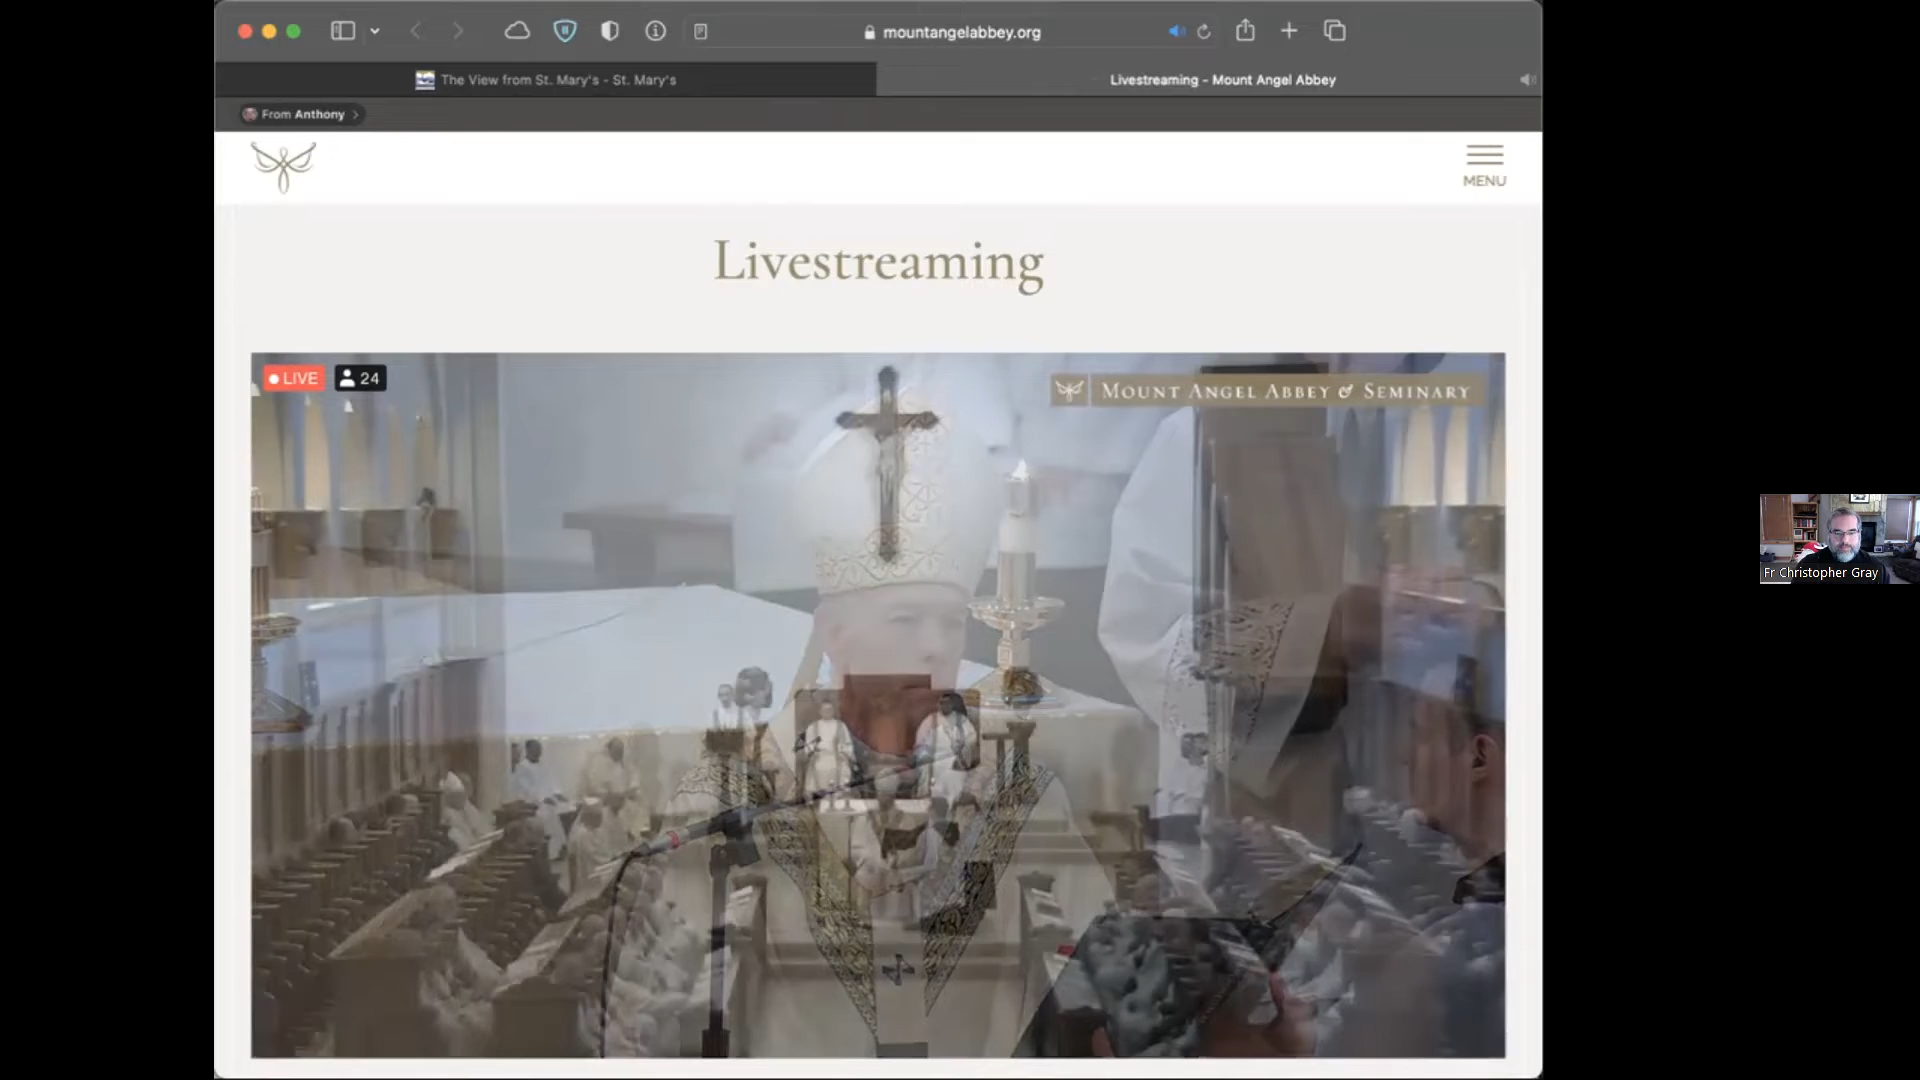 mountangelabbey.org
The View from St. Mary's - St. Mary's
Livestreaming - Mount Angel Abbey
From Anthony
MENU
Livestreaming
LIVE 24
MOUNT ANGEL ABBEY & SEMINARY
Fr Christopher Gray